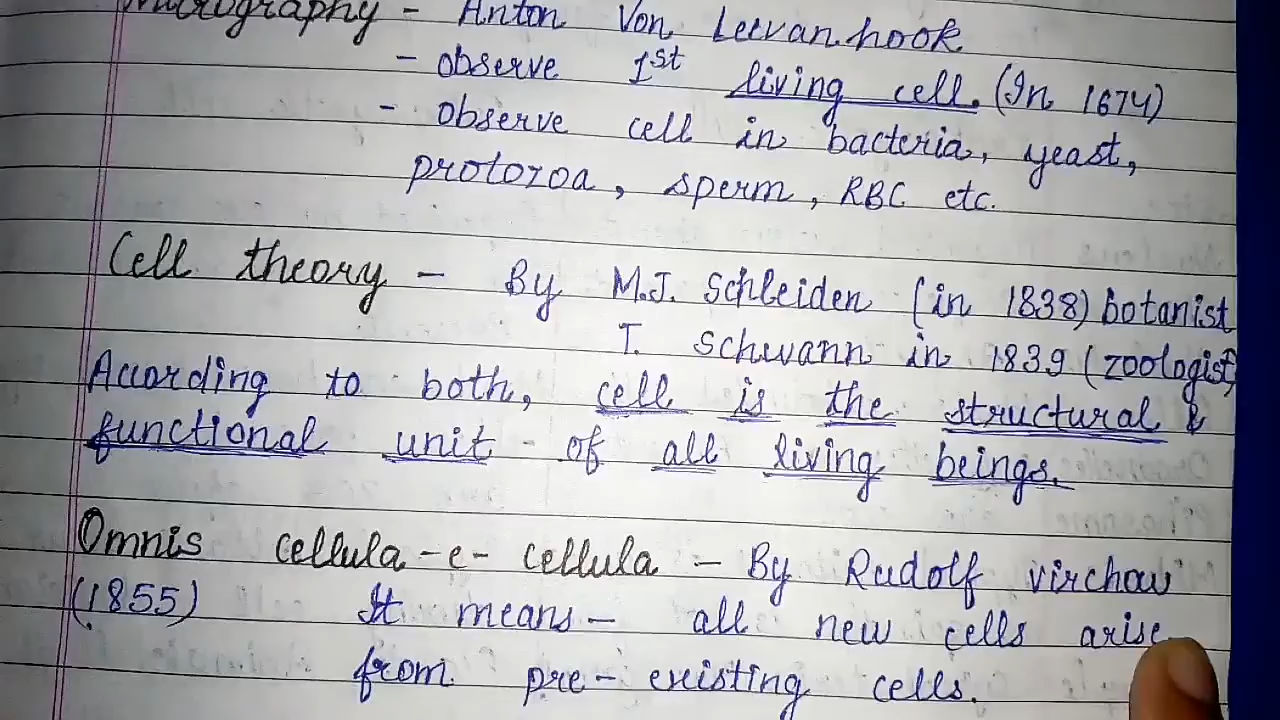 Micrography - Anton Von Leevanhook
- observe 1st living cell. (In 1674)
- Observe cell in bacteria, yeast,
protozoa, sperm, RBC etc.
Cell theory - By M.J. Schleiden (in 1838) botanist
T. Schwann in 1839 (zoologist)
According to both, cell is the structural &
functional unit of all living beings.
Omnis cellula-e-cellula - By Rudolf virchow
(1855) It means - all new cells arise
from pre-existing cells.